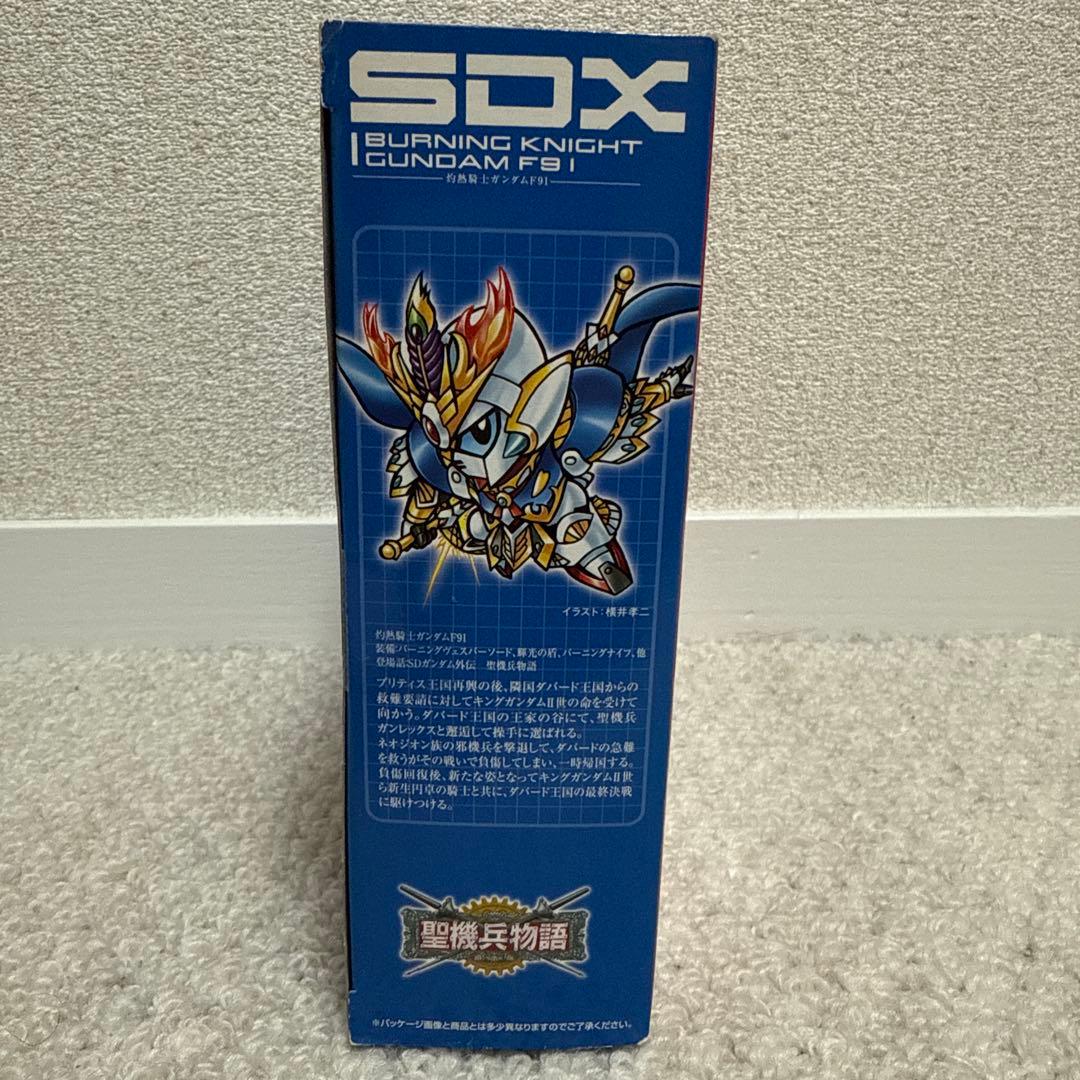 SDX
BURNING KNIGHT
GUNDAM F91
灼熱騎士ガンダムF91
イラスト:横井孝二
灼熱騎士ガンダムF91
装備:バーニングヴェスバーソード、輝光の盾、バーニングナイフ、他
登場話:SDガンダム外伝 聖機兵物語
ブリティス王国再興の後、隣国ダバード王国からの
救難要請に対してキングガンダムII世の命を受けて
向かう。ダバード王国の王家の谷にて、聖機兵
ガンレックスと邂逅して操手に選ばれる。
ネオジオン族の邪機兵を撃退して、ダバードの急難
を救うがその戦いで負傷してしまい、一時帰国する。
負傷回復後、新たな姿となってキングガンダムII世
ら新生円卓の騎士と共に、ダバード王国の最終決戦
に駆けつける。
聖機兵物語
※パッケージ画像と商品とは多少異なりますのでご了承ください。